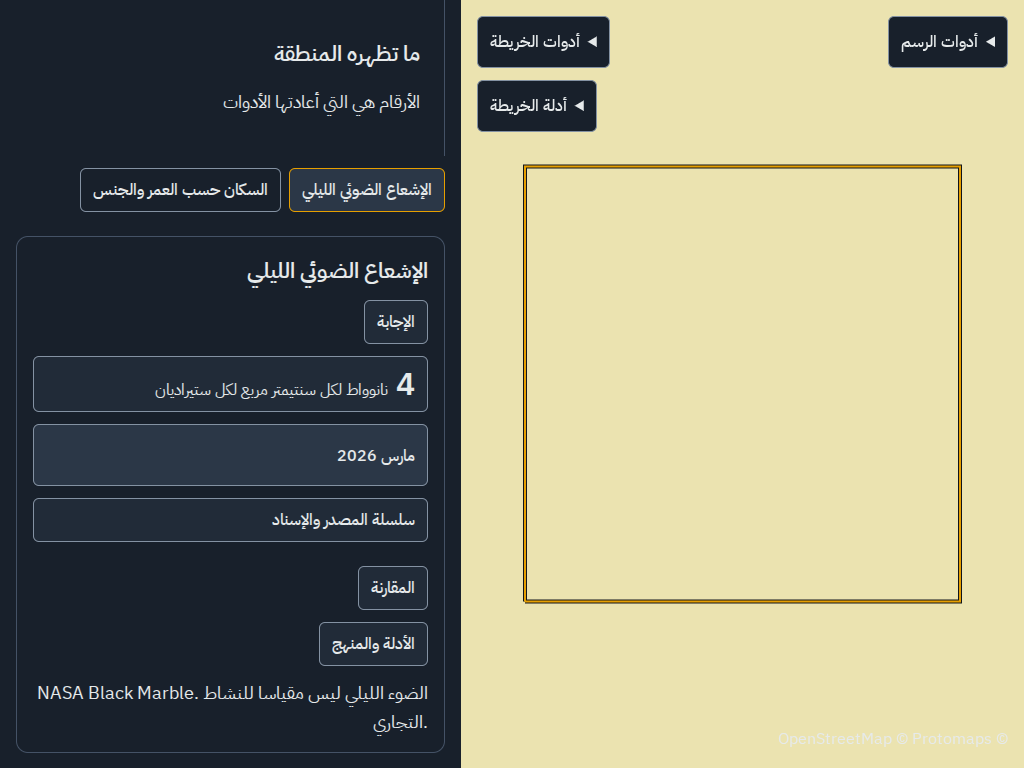 أدوات الرسم
أدوات الخريطة
أدلة الخريطة
© OpenStreetMap © Protomaps
ما تظهره المنطقة
الأرقام هي التي أعادتها الأدوات
الإشعاع الضوئي الليلي
السكان حسب العمر والجنس
الإشعاع الضوئي الليلي
الإجابة
4 نانوواط لكل سنتيمتر مربع لكل ستيراديان
مارس 2026
سلسلة المصدر والإسناد
المقارنة
الأدلة والمنهج
الضوء الليلي ليس مقياسا للنشاط NASA Black Marble.
التجاري.